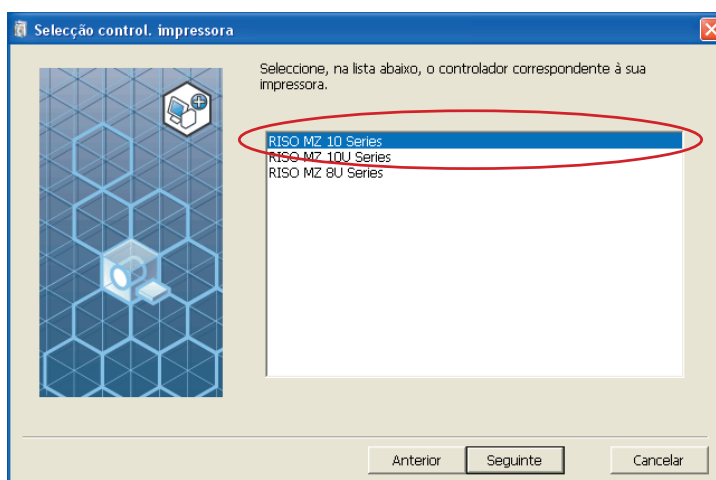 Selecção control. impressora
Seleccione, na lista abaixo, o controlador correspondente à sua
impressora.
RISO MZ 10 Series
RISO MZ 10U Series
RISO MZ 8U Series
Anterior Seguinte Cancelar